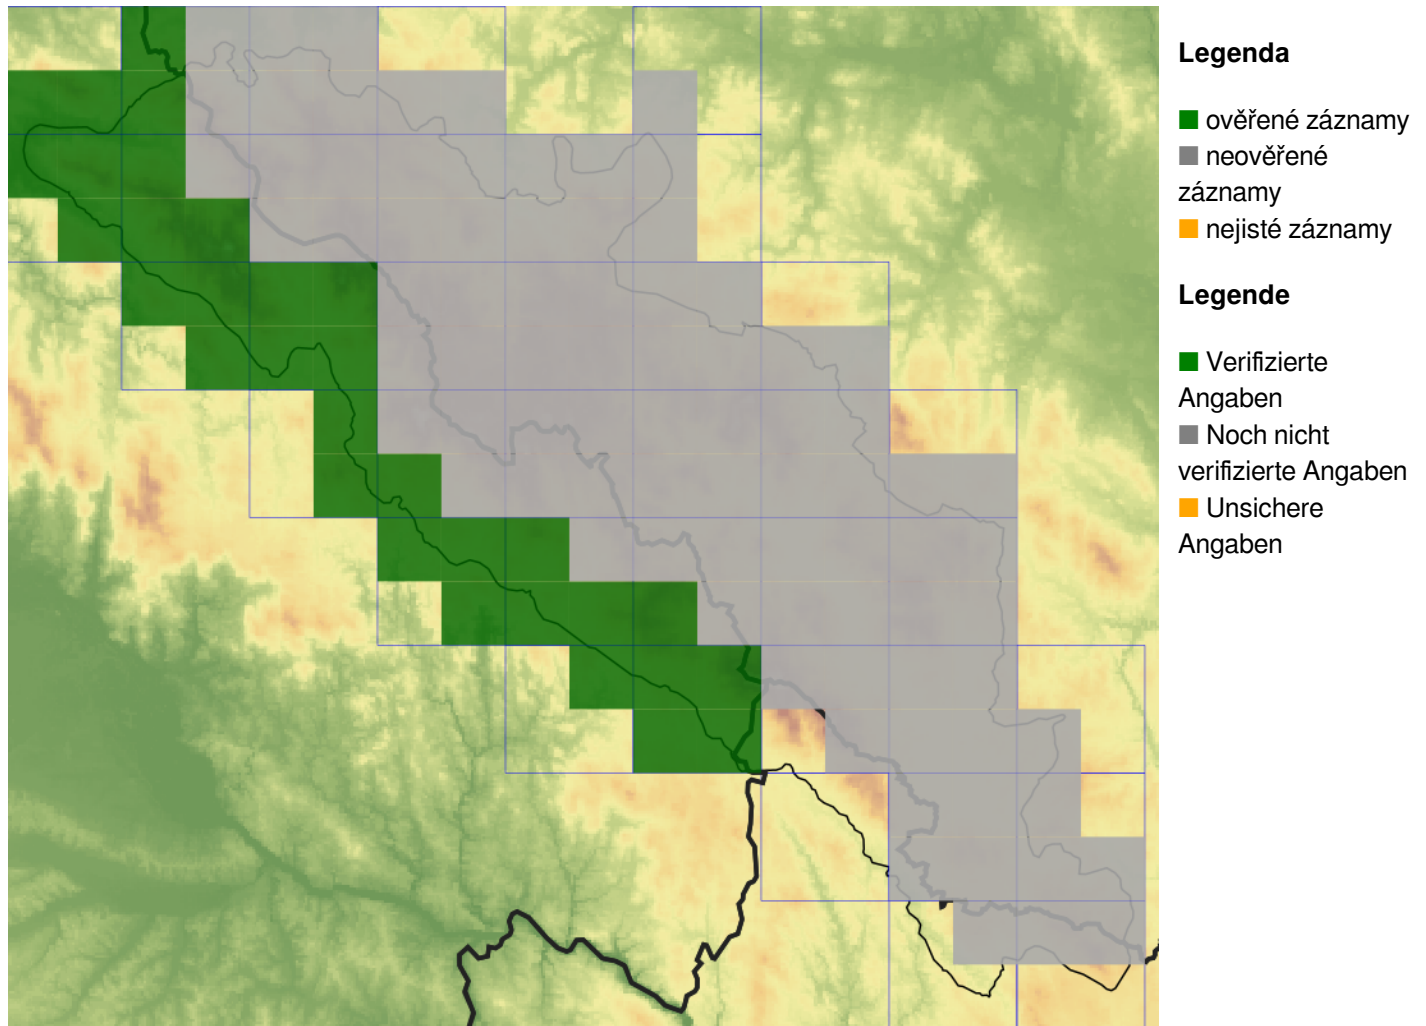 Legenda
ověřené záznamy
neověřené
záznamy
nejisté záznamy
Legende
Verifizierte
Angaben
Noch nicht
verifizierte Angaben
Unsichere
Angaben